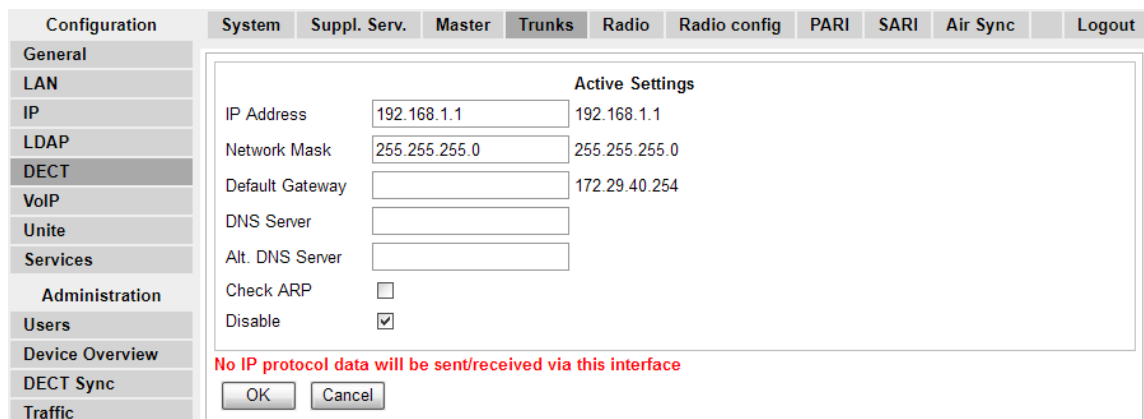 Configuration
System Suppl. Serv. Master Trunks Radio Radio config PARI SARI Air Sync Logout
General
LAN
IP
LDAP
DECT
VoIP
Unite
Services
Administration
Users
Device Overview
DECT Sync
Traffic
Active Settings
IP Address 192.168.1.1 192.168.1.1
Network Mask 255.255.255.0 255.255.255.0
Default Gateway 172.29.40.254
DNS Server
Alt. DNS Server
Check ARP
Disable
No IP protocol data will be sent/received via this interface
OK Cancel